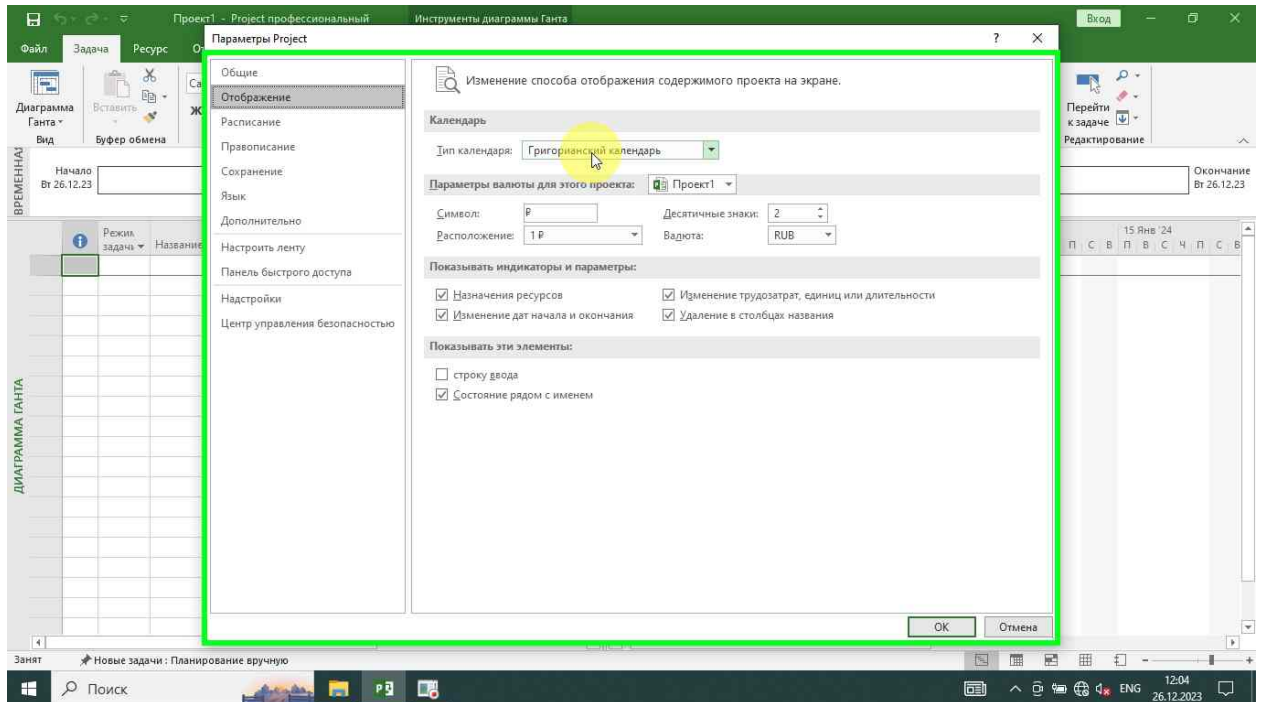 Проект1 - Project профессиональный
Инструменты диаграммы Ганта
Вход
Файл
Задача
Ресурс
Параметры Project
?
Диаграмма Ганта
Вид
Вставить
Буфер обмена
Ж
Перейти к задаче
Редактирование
Начало
Вт 26.12.23
Окончание
Вт 26.12.23
Режим задачи
Название
15 Янв '24
П С В П В С Ч П С В
ДИАГРАММА ГАНТА
Общие
Отображение
Расписание
Правописание
Сохранение
Язык
Дополнительно
Настроить ленту
Панель быстрого доступа
Надстройки
Центр управления безопасностью
Изменение способа отображения содержимого проекта на экране.
Календарь
Тип календаря: Григорианский календарь
Параметры валюты для этого проекта: Проект1
Символ: ₽
Десятичные знаки: 2
Расположение: 1 ₽
Валюта: RUB
Показывать индикаторы и параметры:
Назначения ресурсов
Изменение трудозатрат, единиц или длительности
Изменение дат начала и окончания
Удаление в столбцах названия
Показывать эти элементы:
строку ввода
Состояние рядом с именем
ОК
Отмена
Занят
Новые задачи : Планирование вручную
Поиск
ENG
12:04
26.12.2023